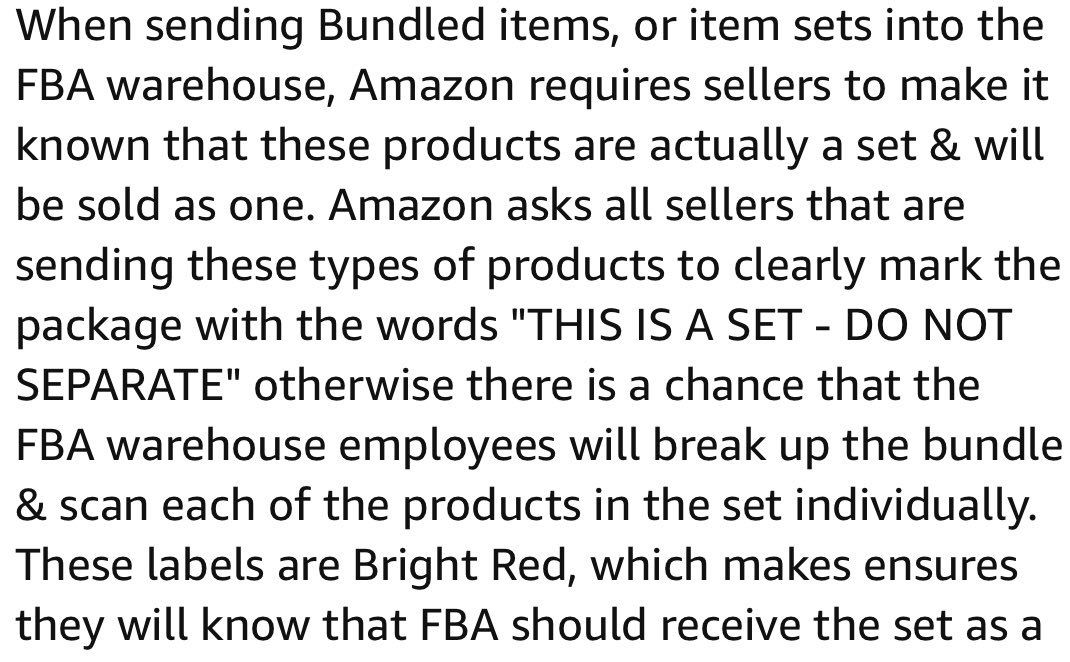 When sending Bundled items, or item sets into the
FBA warehouse, Amazon requires sellers to make it
known that these products are actually a set & will
be sold as one. Amazon asks all sellers that are
sending these types of products to clearly mark the
package with the words "THIS IS A SET - DO NOT
SEPARATE" otherwise there is a chance that the
FBA warehouse employees will break up the bundle
& scan each of the products in the set individually.
These labels are Bright Red, which makes ensures
they will know that FBA should receive the set as a